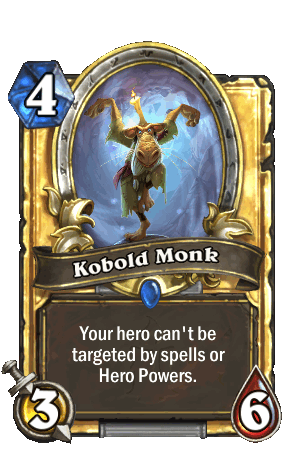 4
Kobold Monk
Your hero can't be
targeted by spells or
Hero Powers.
3
6